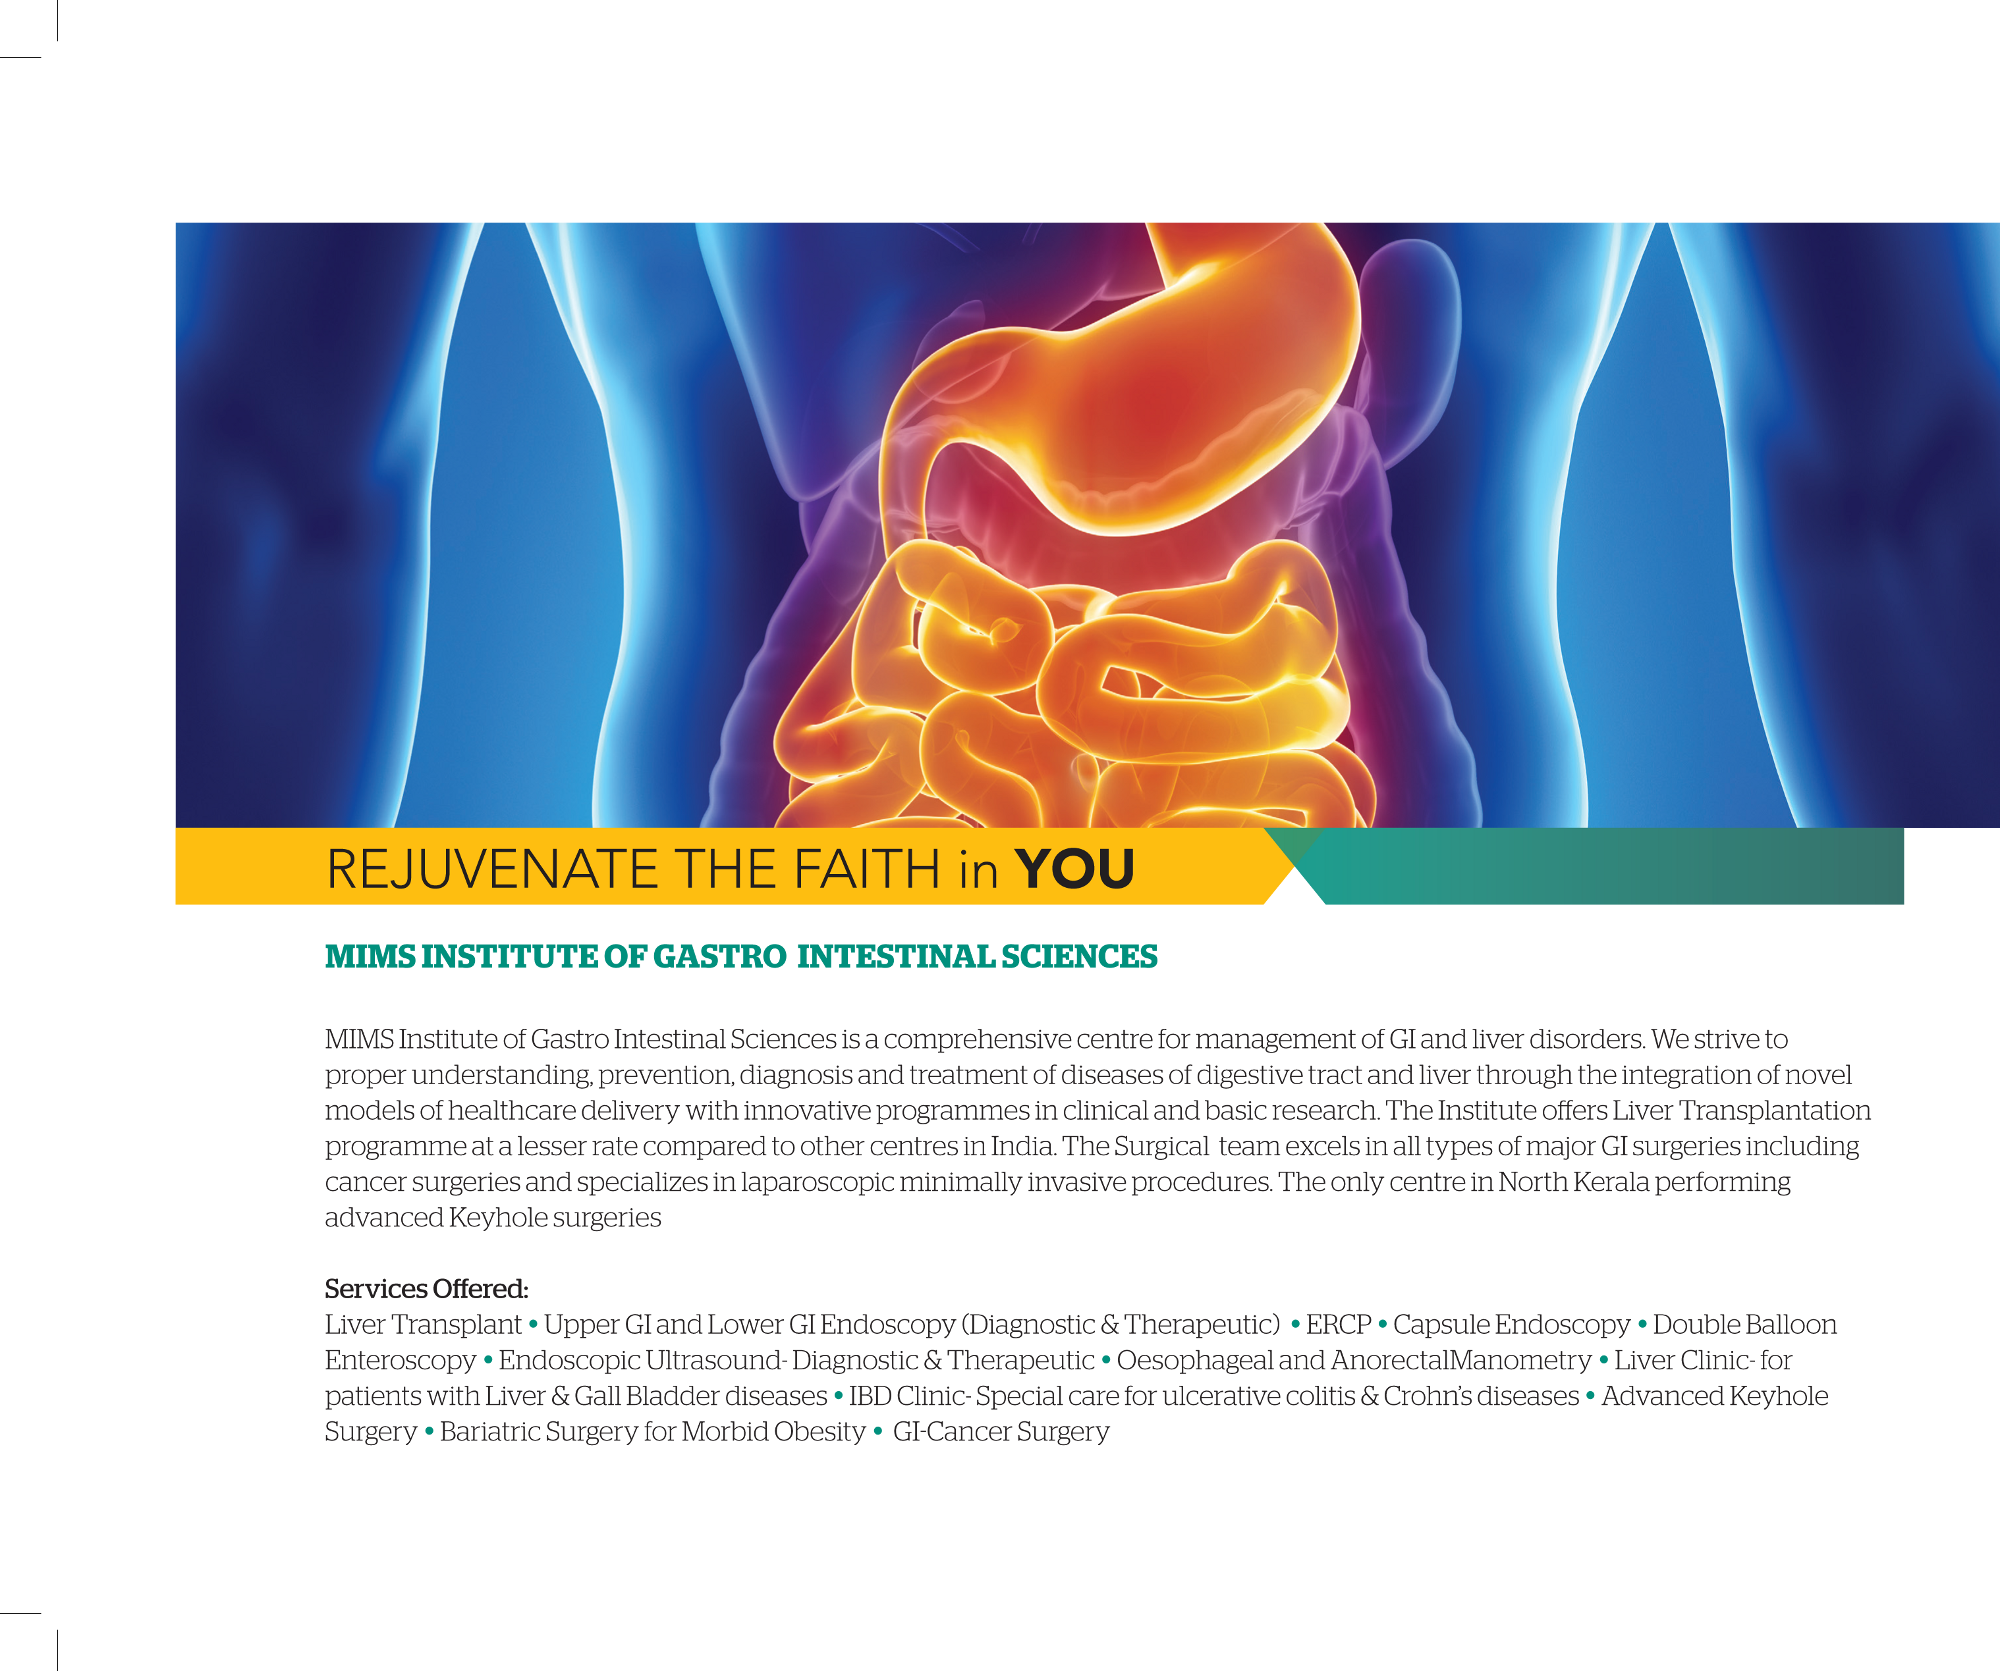 REJUVENATE THE FAITH in YOU
MIMS INSTITUTE OF GASTRO INTESTINAL SCIENCES
MIMS Institute of Gastro Intestinal Sciences is a comprehensive centre for management of GI and liver disorders. We strive to
proper understanding, prevention, diagnosis and treatment of diseases of digestive tract and liver through the integration of novel
models of healthcare delivery with innovative programmes in clinical and basic research. The Institute offers Liver Transplantation
programme at a lesser rate compared to other centres in India. The Surgical team excels in all types of major GI surgeries including
cancer surgeries and specializes in laparoscopic minimally invasive procedures. The only centre in North Kerala performing
advanced Keyhole surgeries
Services Offered:
Liver Transplant • Upper GI and Lower GI Endoscopy (Diagnostic & Therapeutic) • ERCP • Capsule Endoscopy • Double Balloon
Enteroscopy • Endoscopic Ultrasound- Diagnostic & Therapeutic • Oesophageal and AnorectalManometry • Liver Clinic- for
patients with Liver & Gall Bladder diseases • IBD Clinic- Special care for ulcerative colitis & Crohn's diseases • Advanced Keyhole
Surgery • Bariatric Surgery for Morbid Obesity • GI-Cancer Surgery